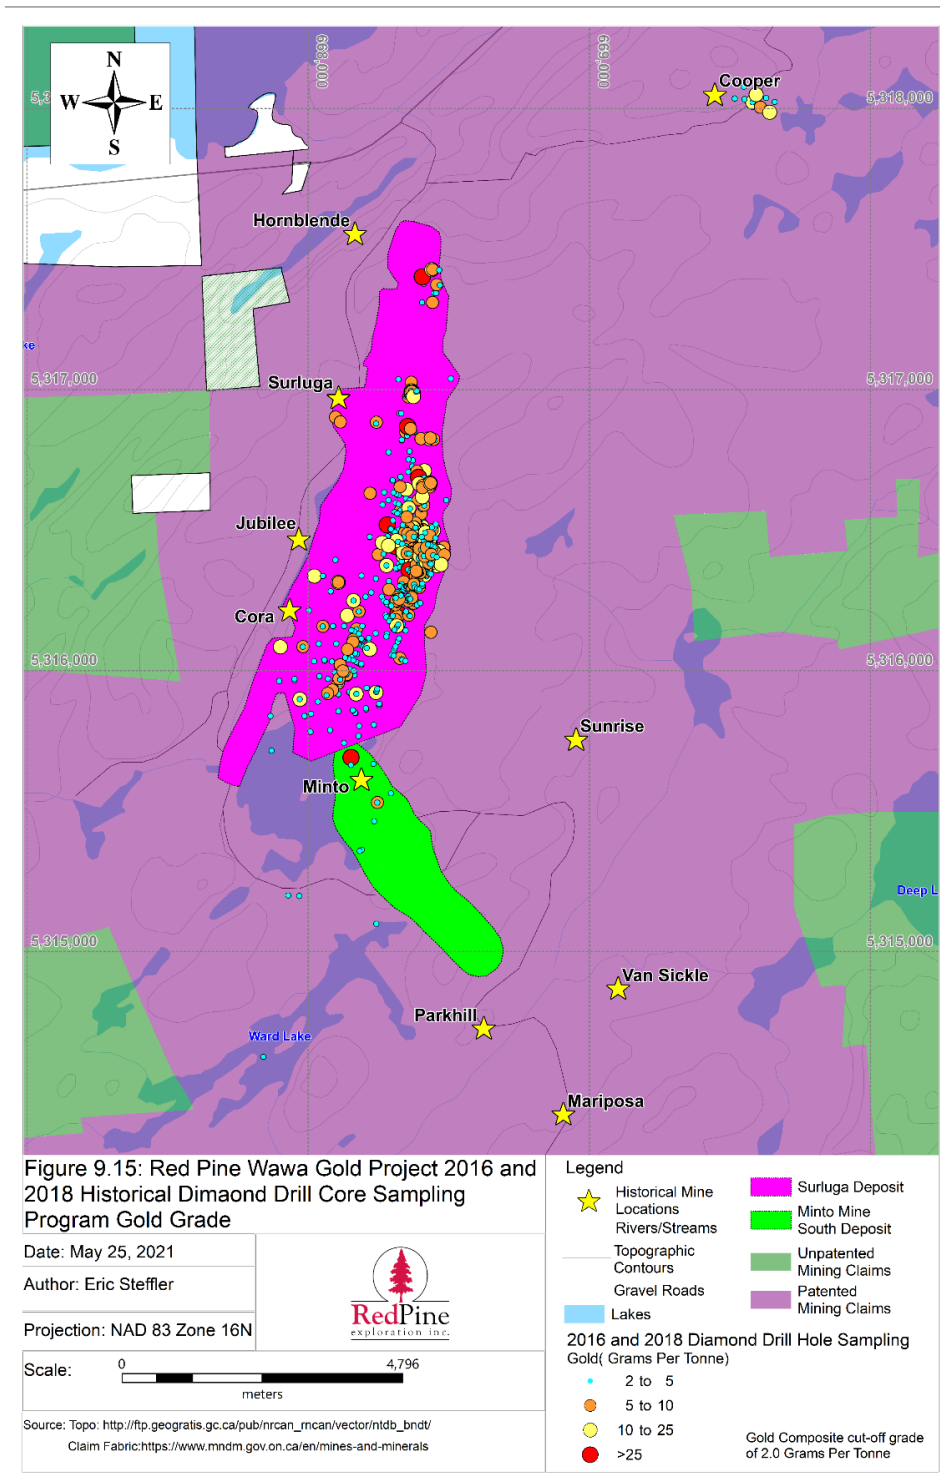 N
W E
S
668,000
669,000
5,3
5,318,000
Cooper
Hornblende
ke
5,317,000
5,317,000
Surluga
Jubilee
Cora
5,316,000
5,316,000
Sunrise
Minto
Deep L
5,315,000
5,315,000
Van Sickle
Parkhill
Ward Lake
Mariposa
Figure 9.15: Red Pine Wawa Gold Project 2016 and
2018 Historical Dimaond Drill Core Sampling
Program Gold Grade
Date: May 25, 2021
Author: Eric Steffler
Projection: NAD 83 Zone 16N
RedPine
exploration inc.
Scale:
0 4,796
meters
Source: Topo: http://ftp.geogratis.gc.ca/pub/nrcan_rncan/vector/ntdb_bndt/
Claim Fabric:https://www.mndm.gov.on.ca/en/mines-and-minerals
Legend
Historical Mine
Locations
Rivers/Streams
Topographic
Contours
Gravel Roads
Lakes
Surluga Deposit
Minto Mine
South Deposit
Unpatented
Mining Claims
Patented
Mining Claims
2016 and 2018 Diamond Drill Hole Sampling
Gold( Grams Per Tonne)
2 to 5
5 to 10
10 to 25
>25
Gold Composite cut-off grade
of 2.0 Grams Per Tonne